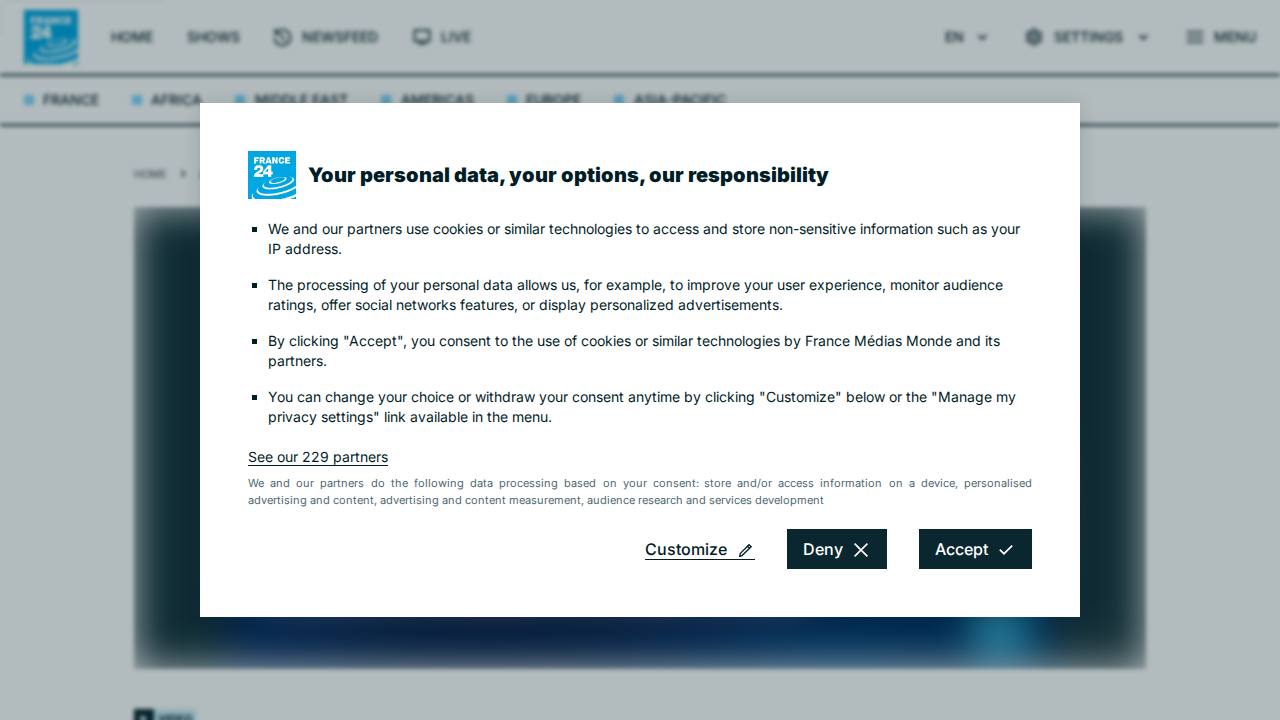 FRANCE
24
HOME
SHOWS
NEWSFEED
LIVE
EN
SETTINGS
MENU
FRANCE
AFRICA
MIDDLE EAST
AMERICAS
EUROPE
ASIA-PACIFIC
HOME
FRANCE
24
Your personal data, your options, our responsibility
We and our partners use cookies or similar technologies to access and store non-sensitive information such as your
IP address.
The processing of your personal data allows us, for example, to improve your user experience, monitor audience
ratings, offer social networks features, or display personalized advertisements.
By clicking "Accept", you consent to the use of cookies or similar technologies by France Médias Monde and its
partners.
You can change your choice or withdraw your consent anytime by clicking "Customize" below or the "Manage my
privacy settings" link available in the menu.
See our 229 partners
We and our partners do the following data processing based on your consent: store and/or access information on a device, personalised
advertising and content, advertising and content measurement, audience research and services development
Customize
Deny
Accept